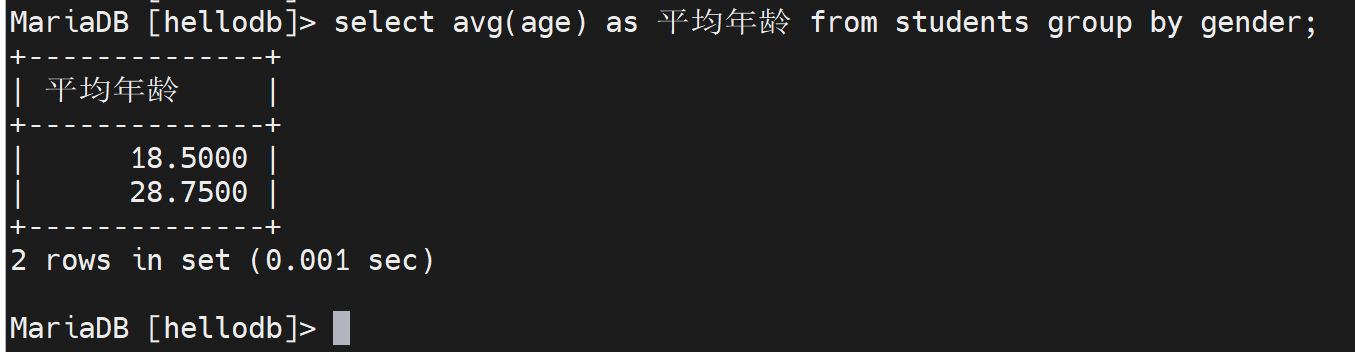 MariaDB [hellodb]> select avg(age) as 平均年龄 from students group by gender;
+--------------+
| 平均年龄     |
+--------------+
|      18.5000 |
|      28.7500 |
+--------------+
2 rows in set (0.001 sec)
MariaDB [hellodb]>